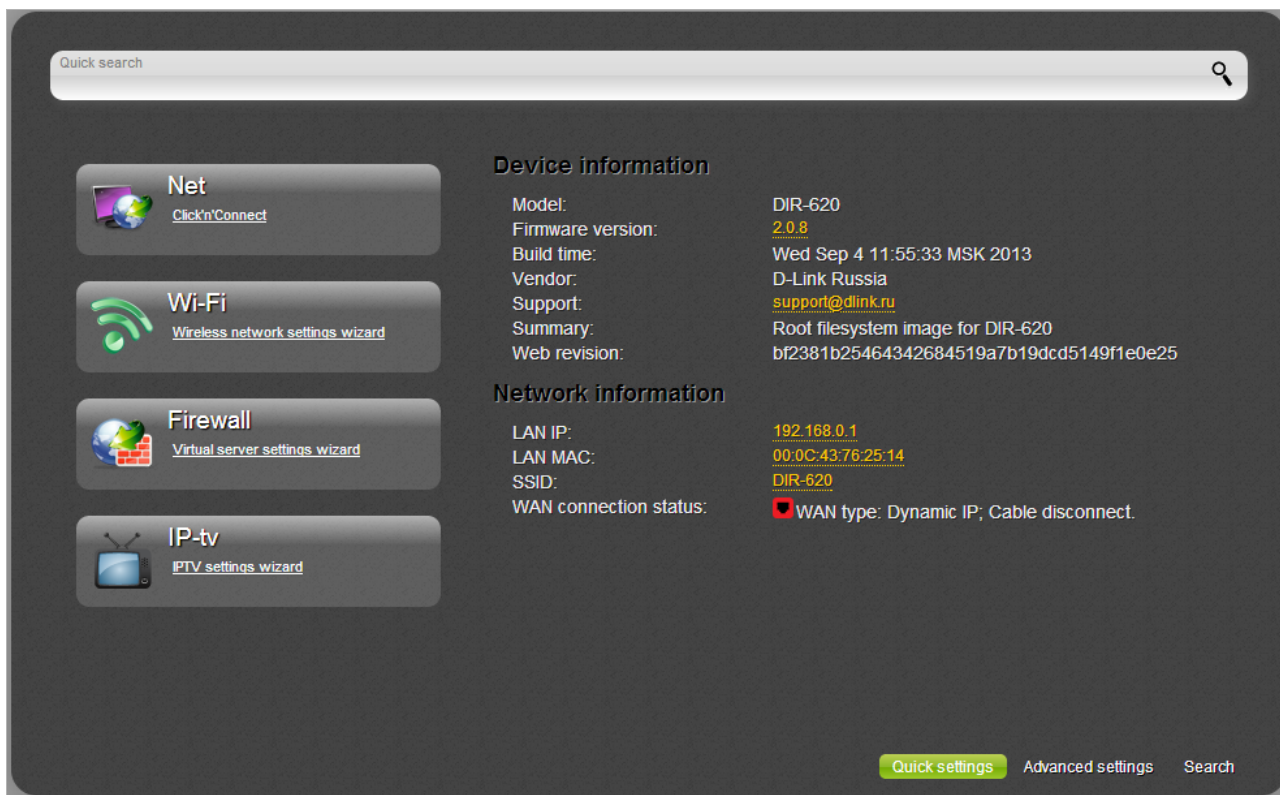 Quick search
Net
Click'n'Connect
Wi-Fi
Wireless network settings wizard
Firewall
Virtual server settings wizard
IP-tv
IPTV settings wizard
Device information
Model: DIR-620
Firmware version: 2.0.8
Build time: Wed Sep 4 11:55:33 MSK 2013
Vendor: D-Link Russia
Support: support@dlink.ru
Summary: Root filesystem image for DIR-620
Web revision: bf2381b25464342684519a7b19dcd5149f1e0e25
Network information
LAN IP: 192.168.0.1
LAN MAC: 00:0C:43:76:25:14
SSID: DIR-620
WAN connection status: WAN type: Dynamic IP; Cable disconnect.
Quick settings Advanced settings Search